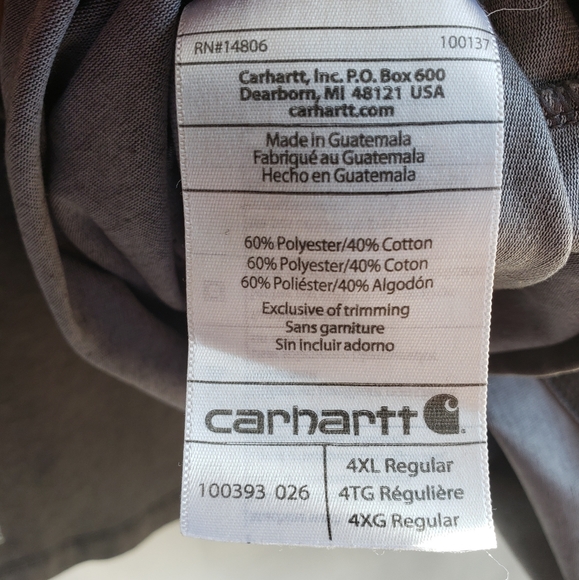 RN#14806 100137
Carhartt, Inc. P.O. Box 600
Dearborn, MI 48121 USA
carhartt.com
Made in Guatemala
Fabriqué au Guatemala
Hecho en Guatemala
60% Polyester/40% Cotton
60% Polyester/40% Coton
60% Poliéster/40% Algodón
Exclusive of trimming
Sans garniture
Sin incluir adorno
carhartt
100393 026
4XL Regular
4TG Régulière
4XG Regular